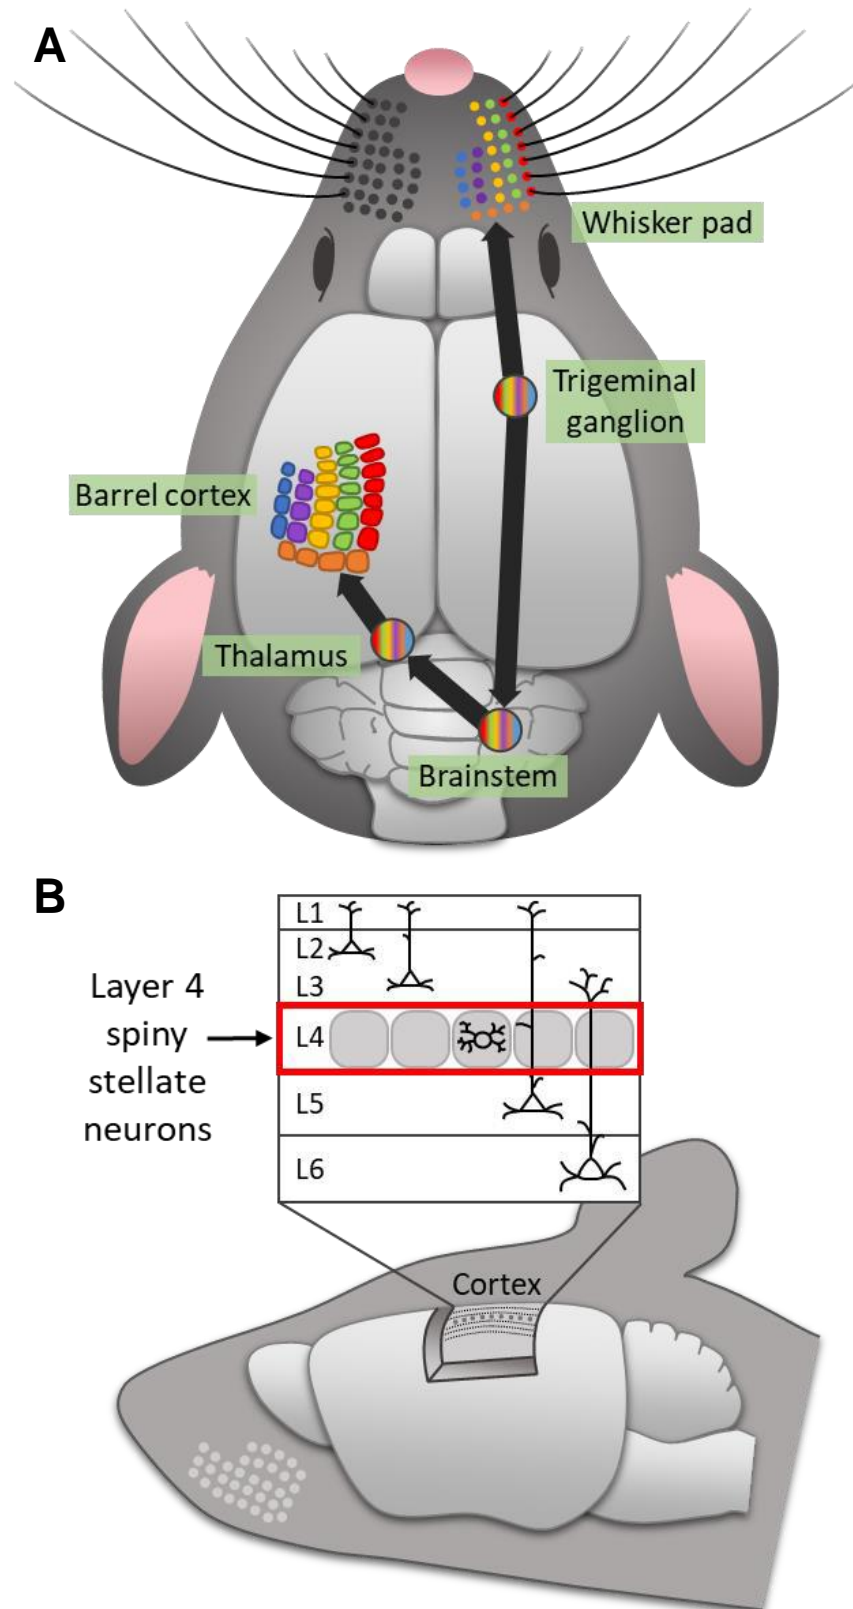 A
Whisker pad
Trigeminal
ganglion
Barrel cortex
Thalamus
Brainstem
B
L1
L2
L3
L4
L5
L6
Layer 4
spiny
stellate
neurons
Cortex